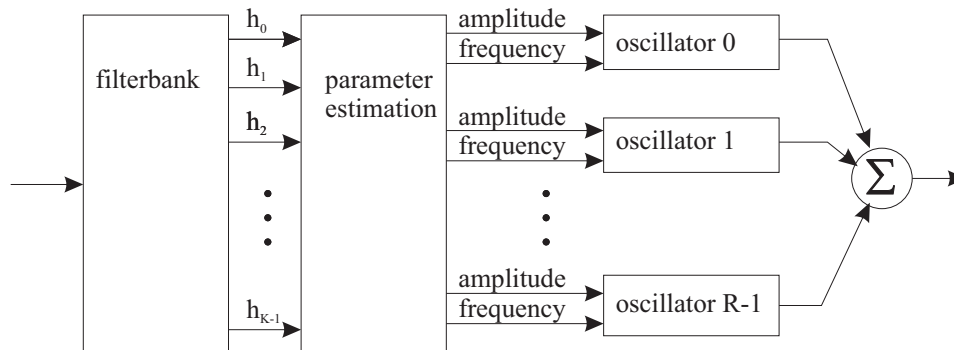 filterbank
h₀
h₁
h₂
h_K-1
parameter
estimation
amplitude
frequency
oscillator 0
amplitude
frequency
oscillator 1
amplitude
frequency
oscillator R-1
Σ